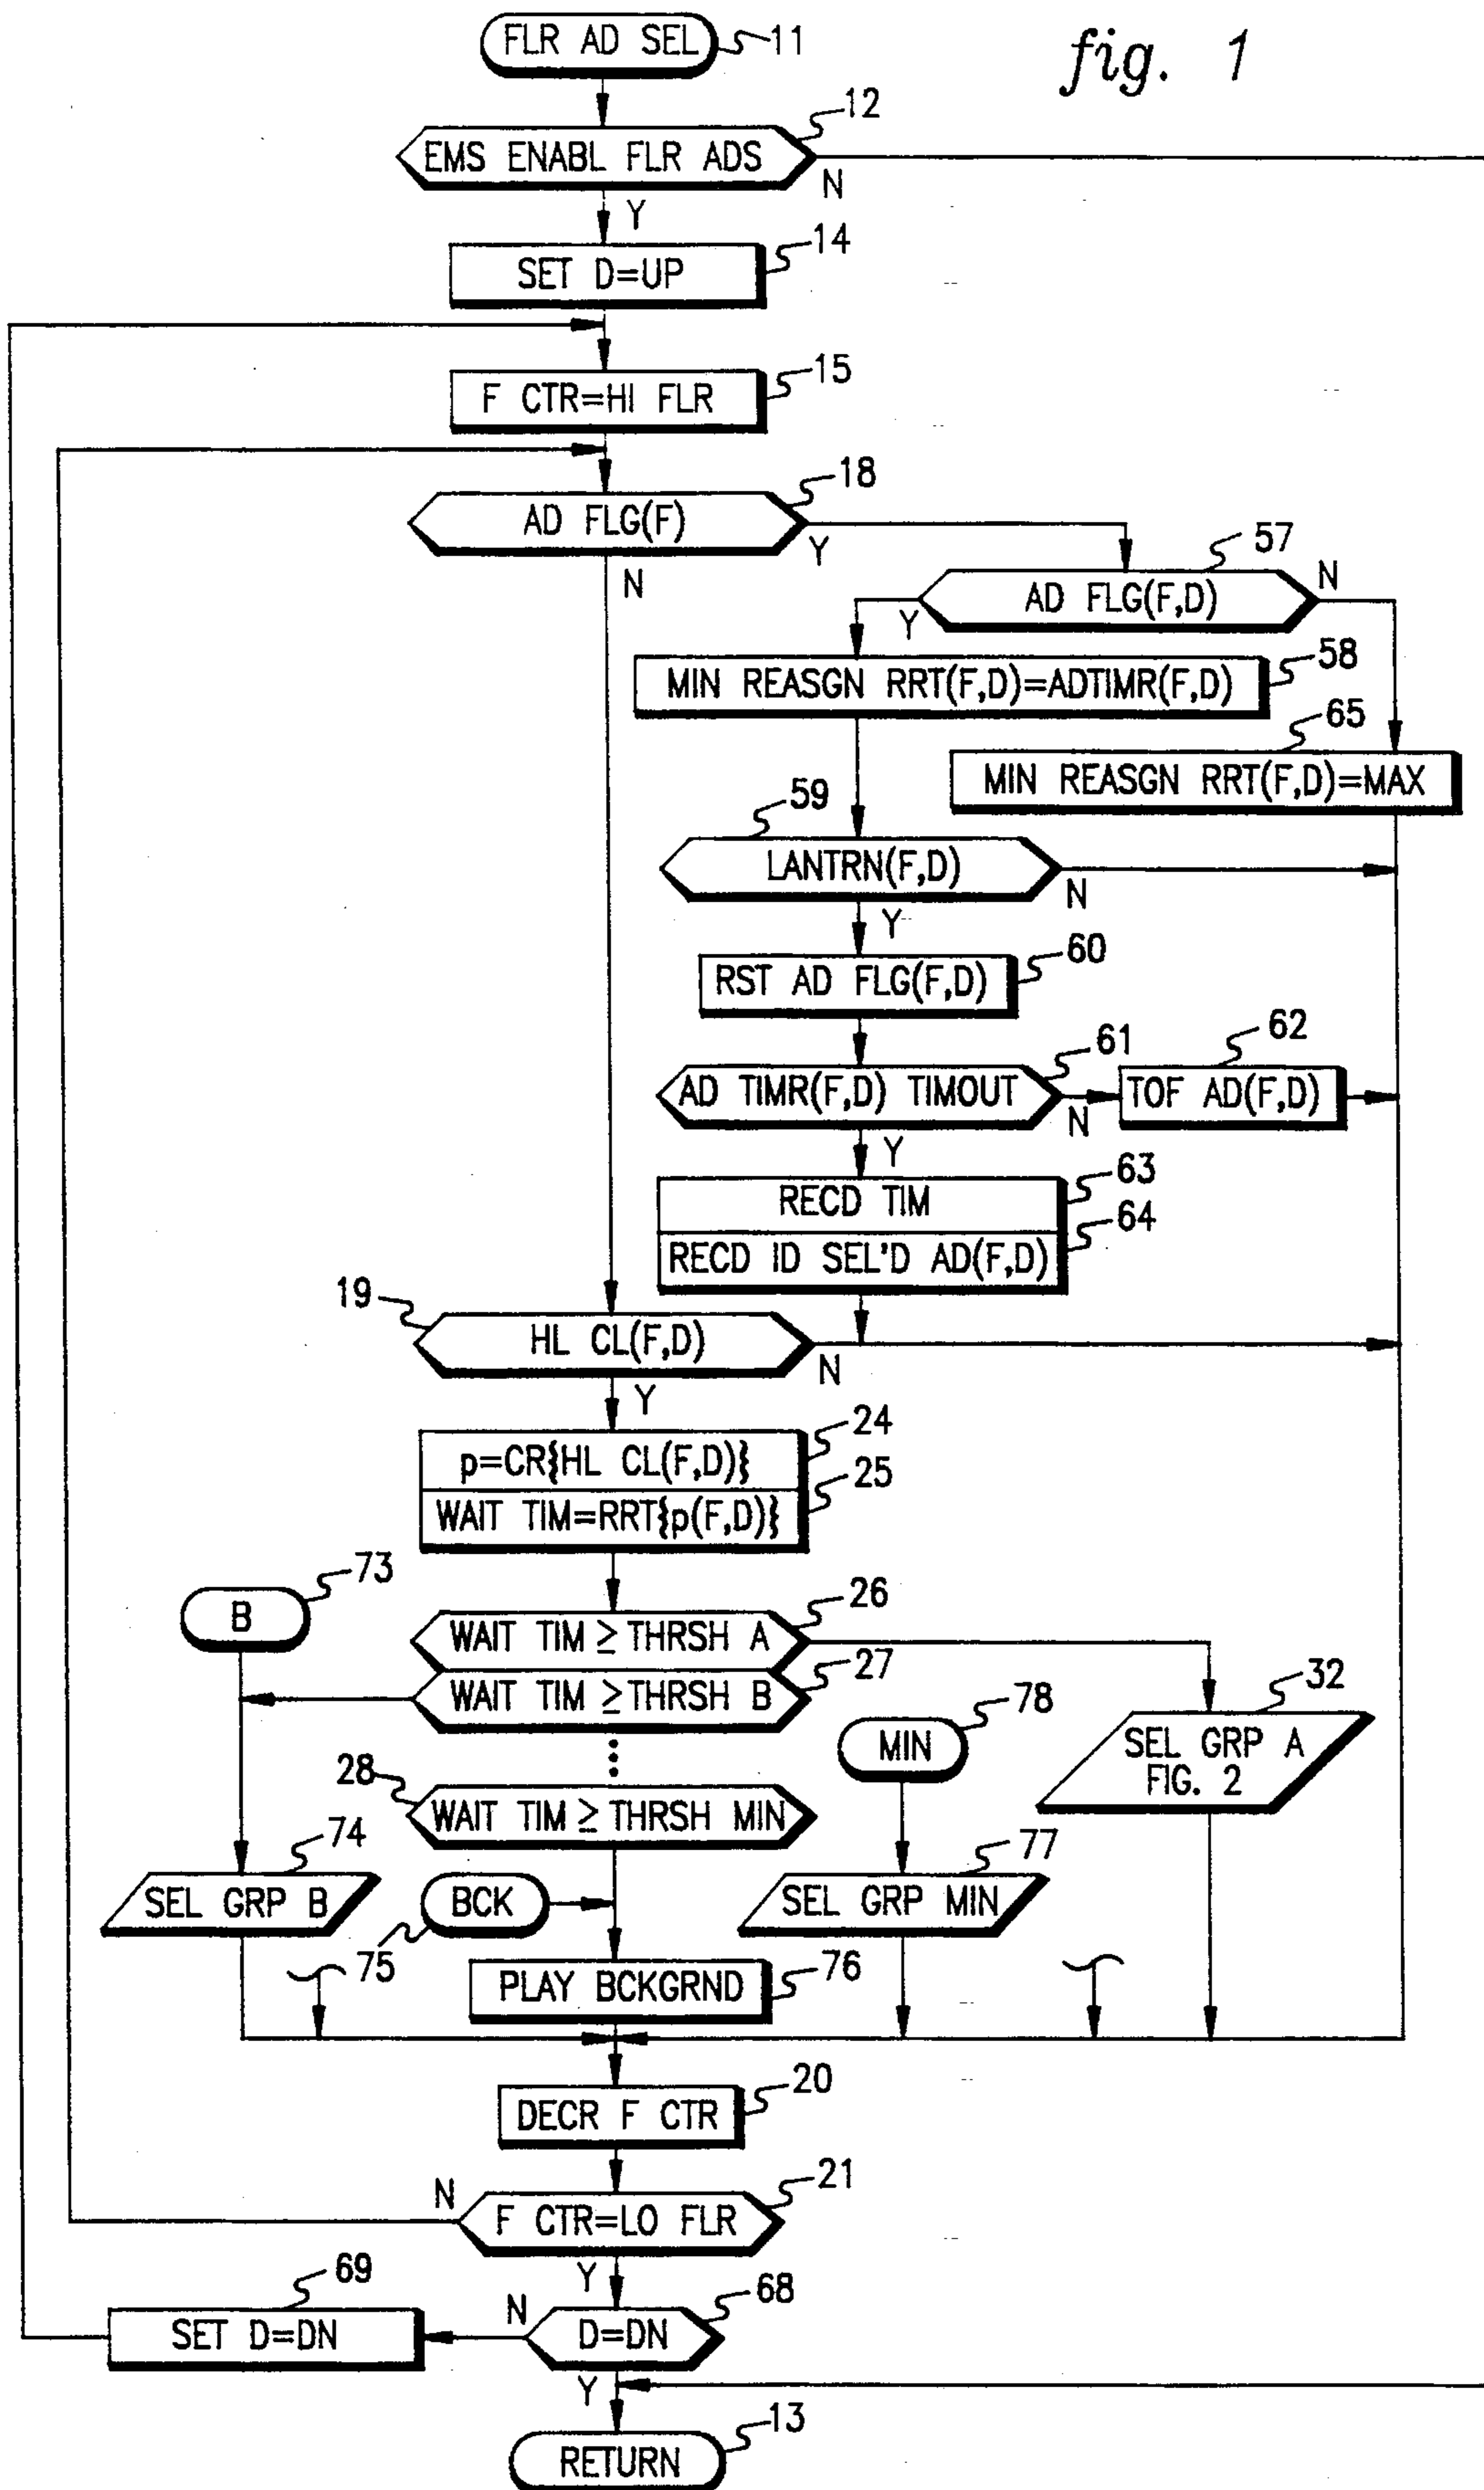 fig. 1
FLR AD SEL
11
EMS ENABL FLR ADS
12
N
Y
SET D=UP
14
F CTR=HI FLR
15
AD FLG(F)
18
Y
N
AD FLG(F,D)
57
N
Y
MIN REASGN RRT(F,D)=ADTIMR(F,D)
58
MIN REASGN RRT(F,D)=MAX
65
LANTRN(F,D)
59
N
Y
RST AD FLG(F,D)
60
AD TIMR(F,D) TIMOUT
61
N
TOF AD(F,D)
62
Y
RECD TIM
63
RECD ID SEL'D AD(F,D)
64
HL CL(F,D)
19
N
Y
p=CR{HL CL(F,D)}
24
WAIT TIM=RRT{p(F,D)}
25
B
73
WAIT TIM ≥ THRSH A
26
WAIT TIM ≥THRSH B
27
MIN
78
SEL GRP A
FIG. 2
32
WAIT TIM ≥ THRSH MIN
28
SEL GRP B
74
BCK
75
SEL GRP MIN
77
PLAY BCKGRND
76
DECR F CTR
20
F CTR=LO FLR
21
N
Y
D=DN
68
N
SET D=DN
69
Y
RETURN
13